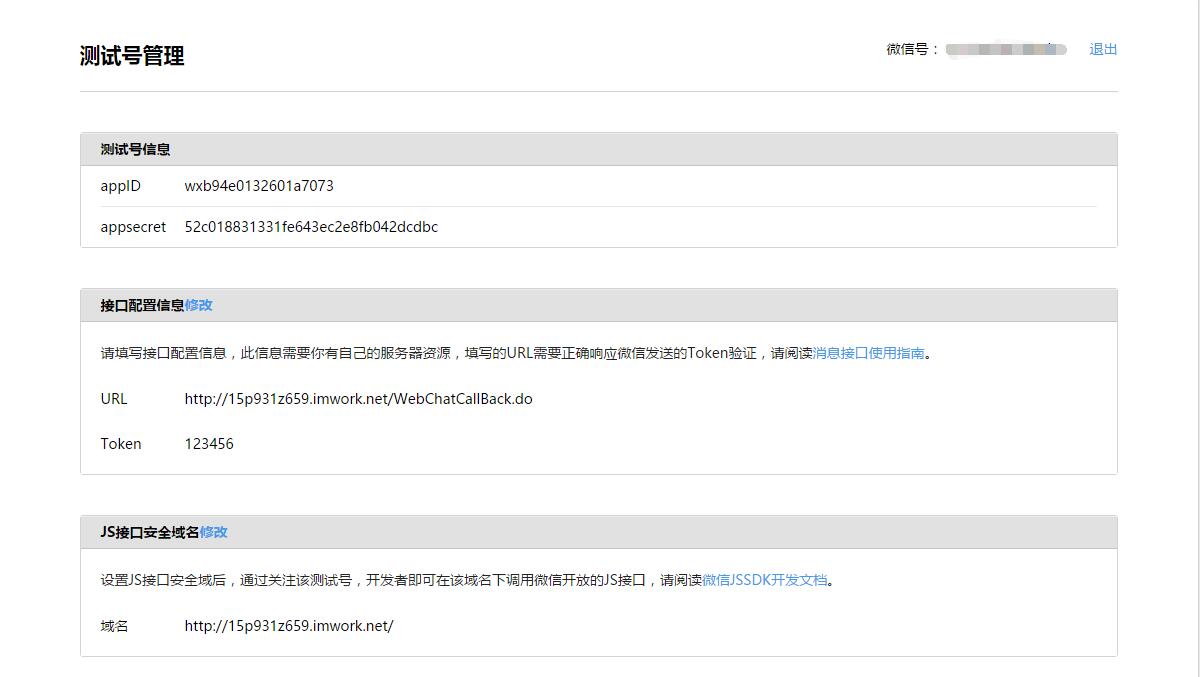 测试号管理
微信号： 退出
测试号信息
appID wxb94e0132601a7073
appsecret 52c018831331fe643ec2e8fb042dcdbc
接口配置信息修改
请填写接口配置信息，此信息需要你有自己的服务器资源，填写的URL需要正确响应微信发送的Token验证，请阅读消息接口使用指南。
URL http://15p931z659.imwork.net/WebChatCallBack.do
Token 123456
JS接口安全域名修改
设置JS接口安全域后，通过关注该测试号，开发者即可在该域名下调用微信开放的JS接口，请阅读微信JSSDK开发文档。
域名 http://15p931z659.imwork.net/